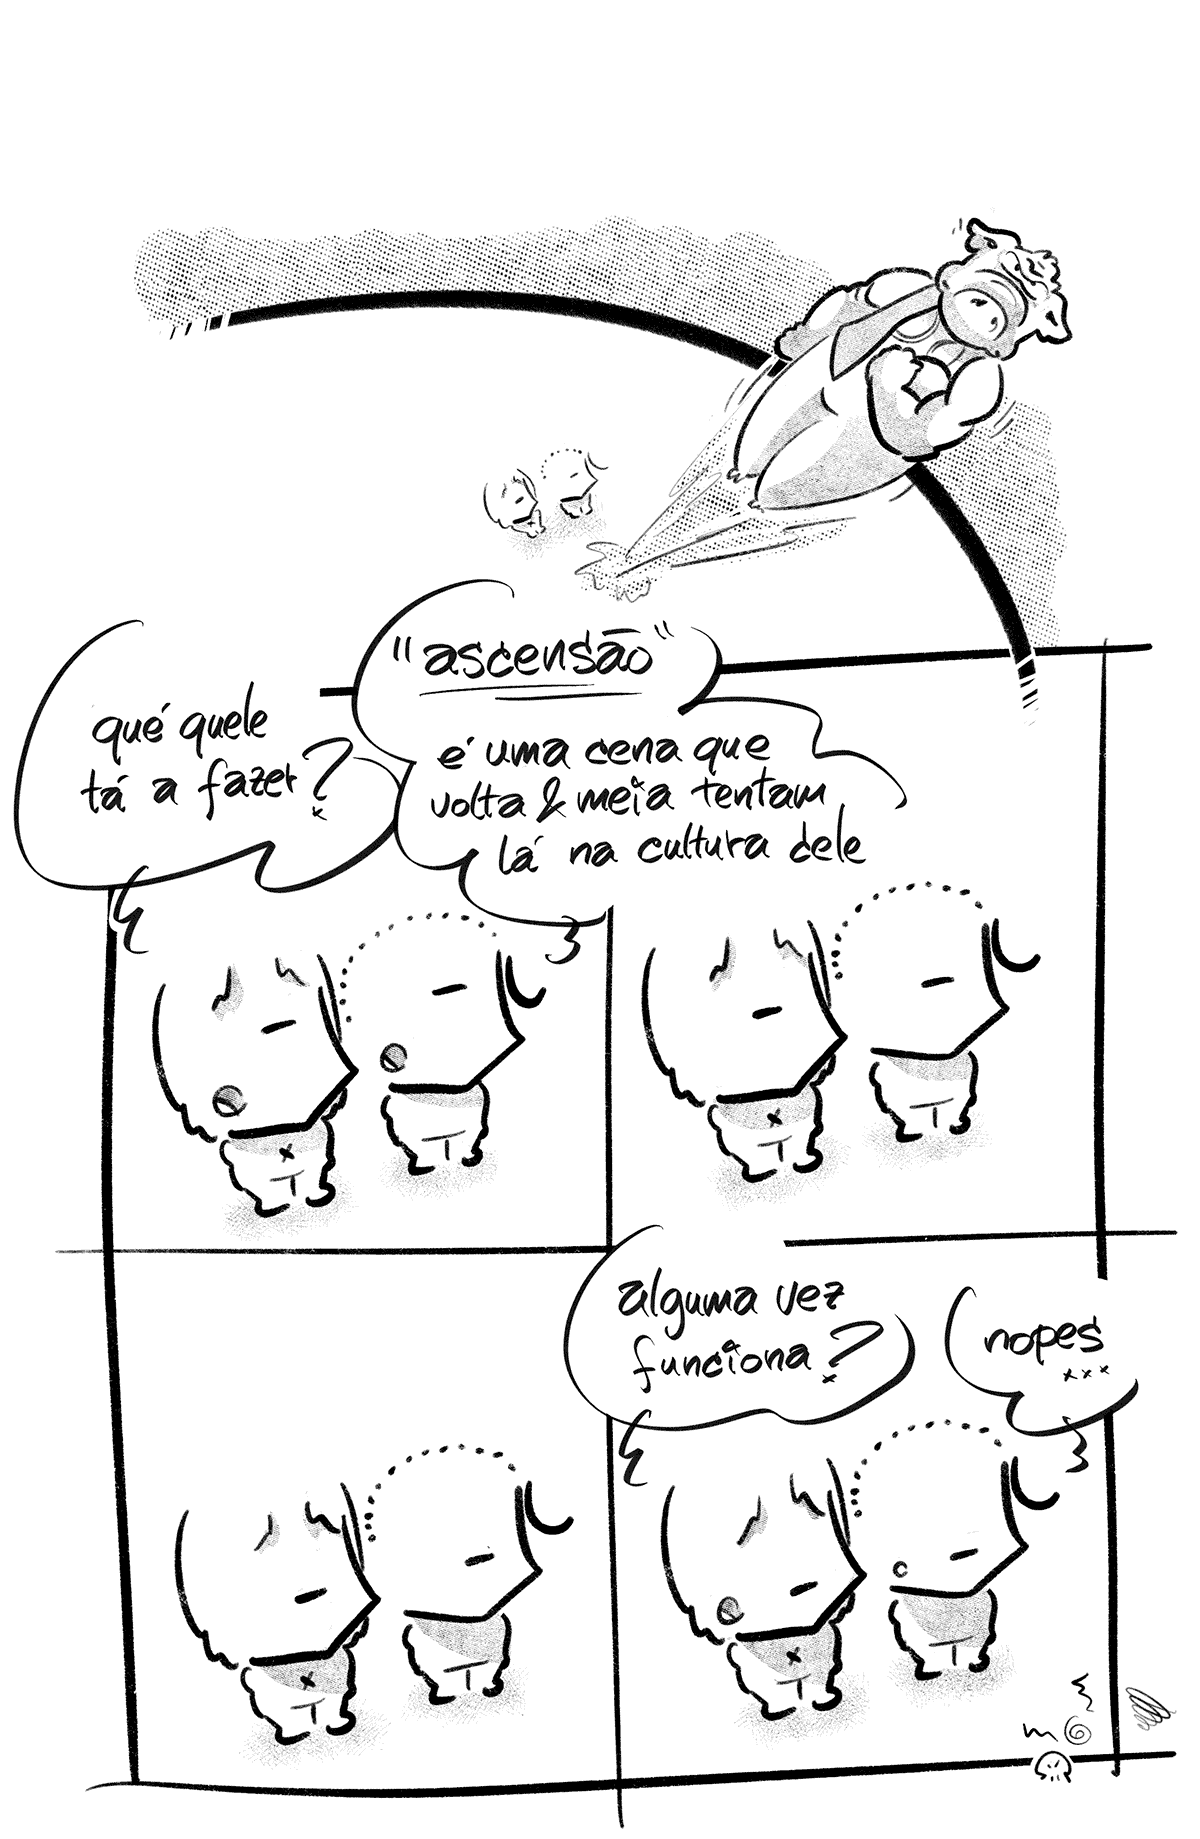 qué quele
tá a fazer?
"ascensão"
é uma cena que
volta & meia tentam
lá na cultura dele
alguma vez
funciona?
nopes
...